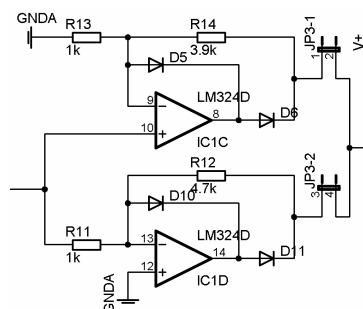 GNDA
R13
1k
R14
3.9k
JP3-1
1
2
V+
D5
9
10
8
LM324D
IC1C
D6
R12
4.7k
JP3-2
3
4
D10
R11
1k
13
12
14
LM324D
IC1D
D11
GNDA